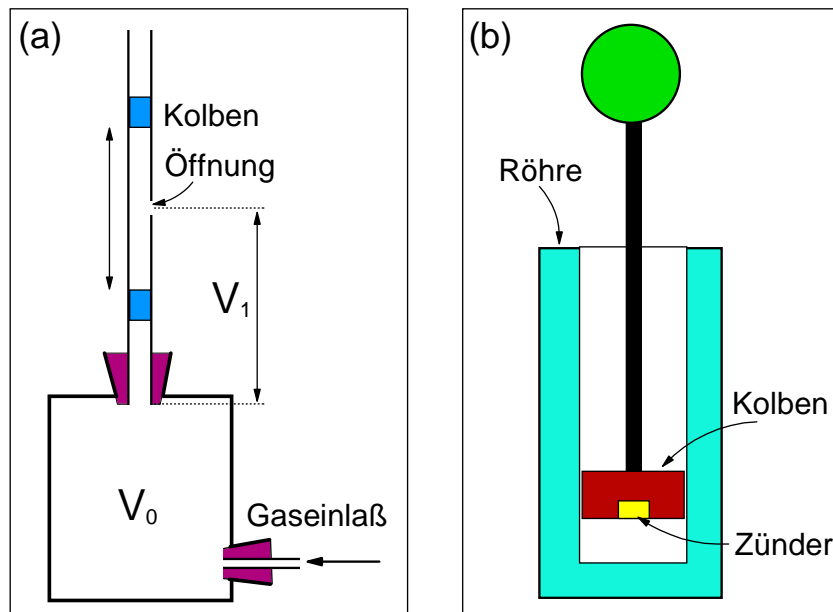 (a)
Kolben
Öffnung
V1
V0
Gaseinlaß
(b)
Röhre
Kolben
Zünder